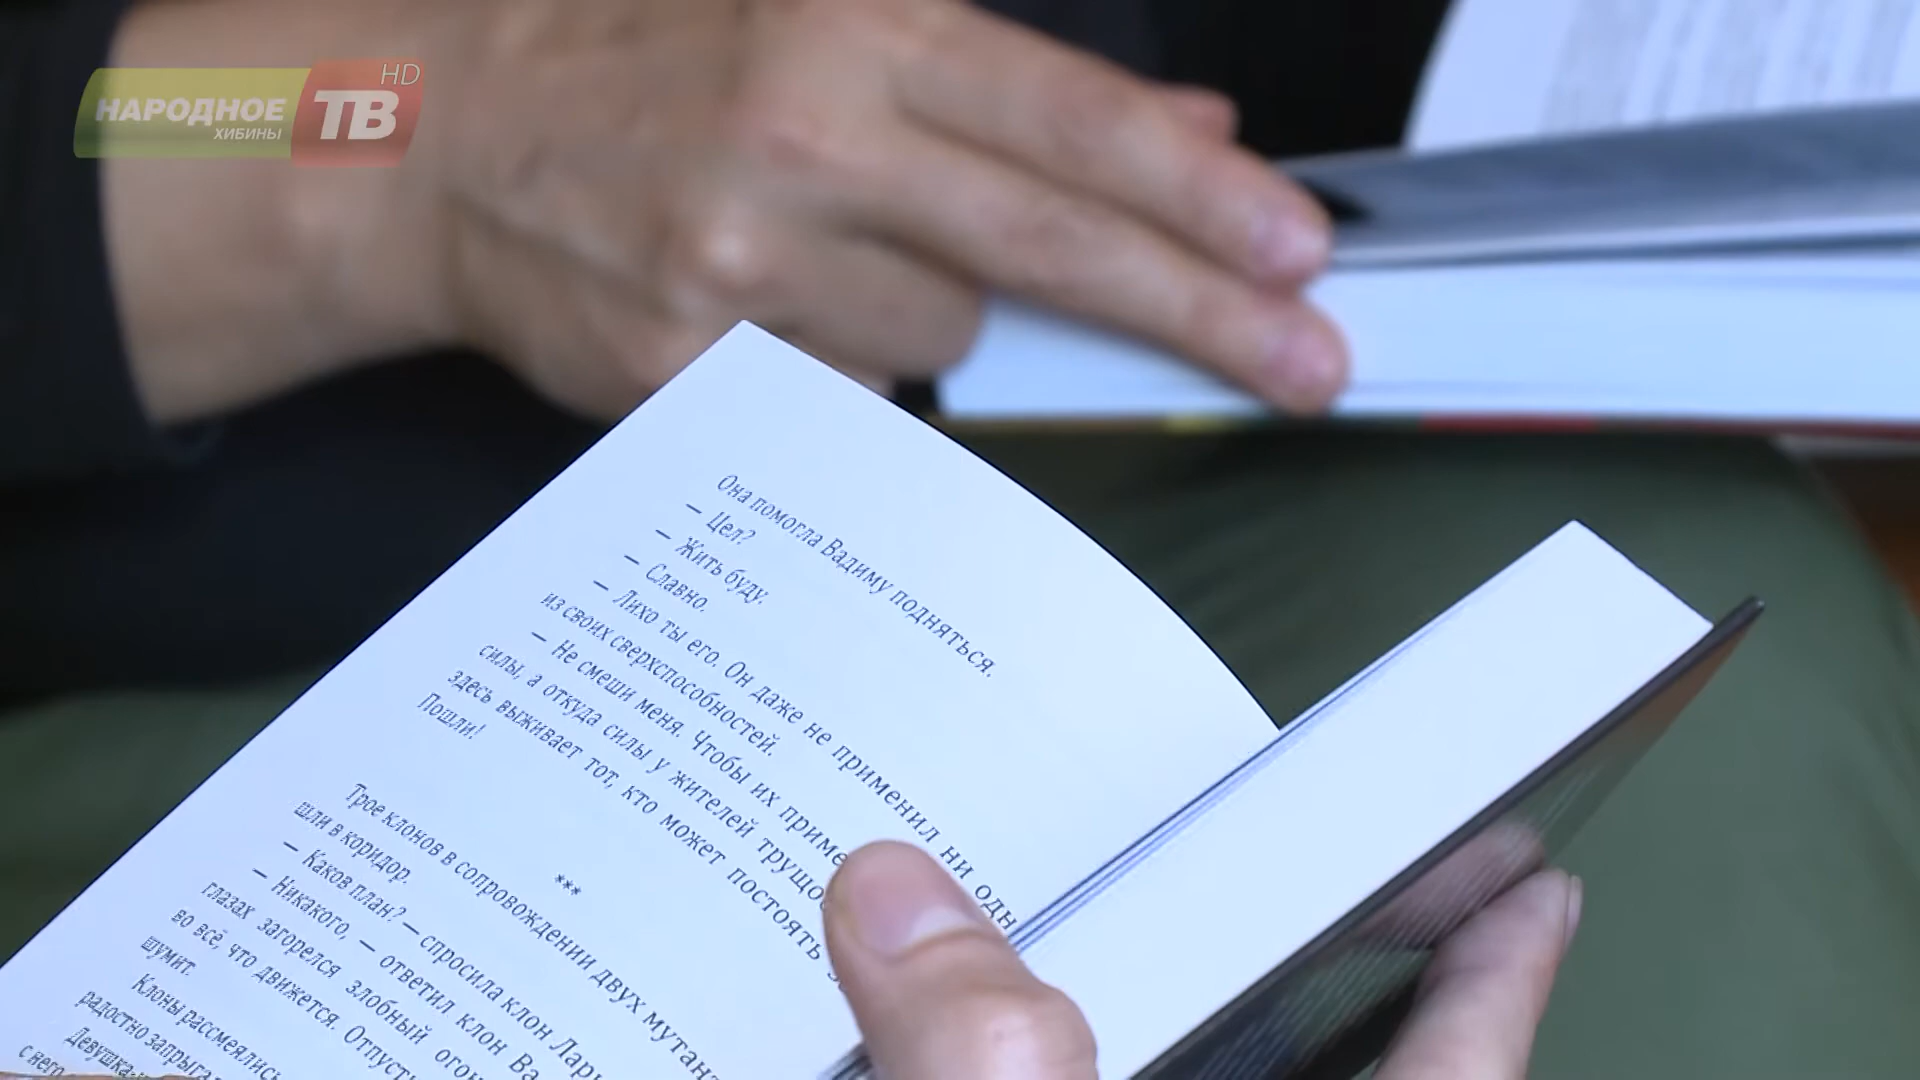 НАРОДНОЕ ТВ HD
ХИБИНЫ
Она помогла Вадиму подняться.
— Цел?
— Жить буду.
— Славно.
— Лихо ты его. Он даже не применил ни одн
из своих сверхспособностей.
— Не смеши меня. Чтобы их приме
силы, а откуда силы у жителей трущо
здесь выживает тот, кто может постоять з
Пошли!
***
Трое клонов в сопровождении двух мутант
шли в коридор.
— Каков план? — спросила клон Лар
— Никакого, — ответил клон Ва
глазах загорелся злобный огон
во всё, что движется. Отпуст
шумит.
Клоны рассмеялись
радостно запрыга
Девушка-
с него